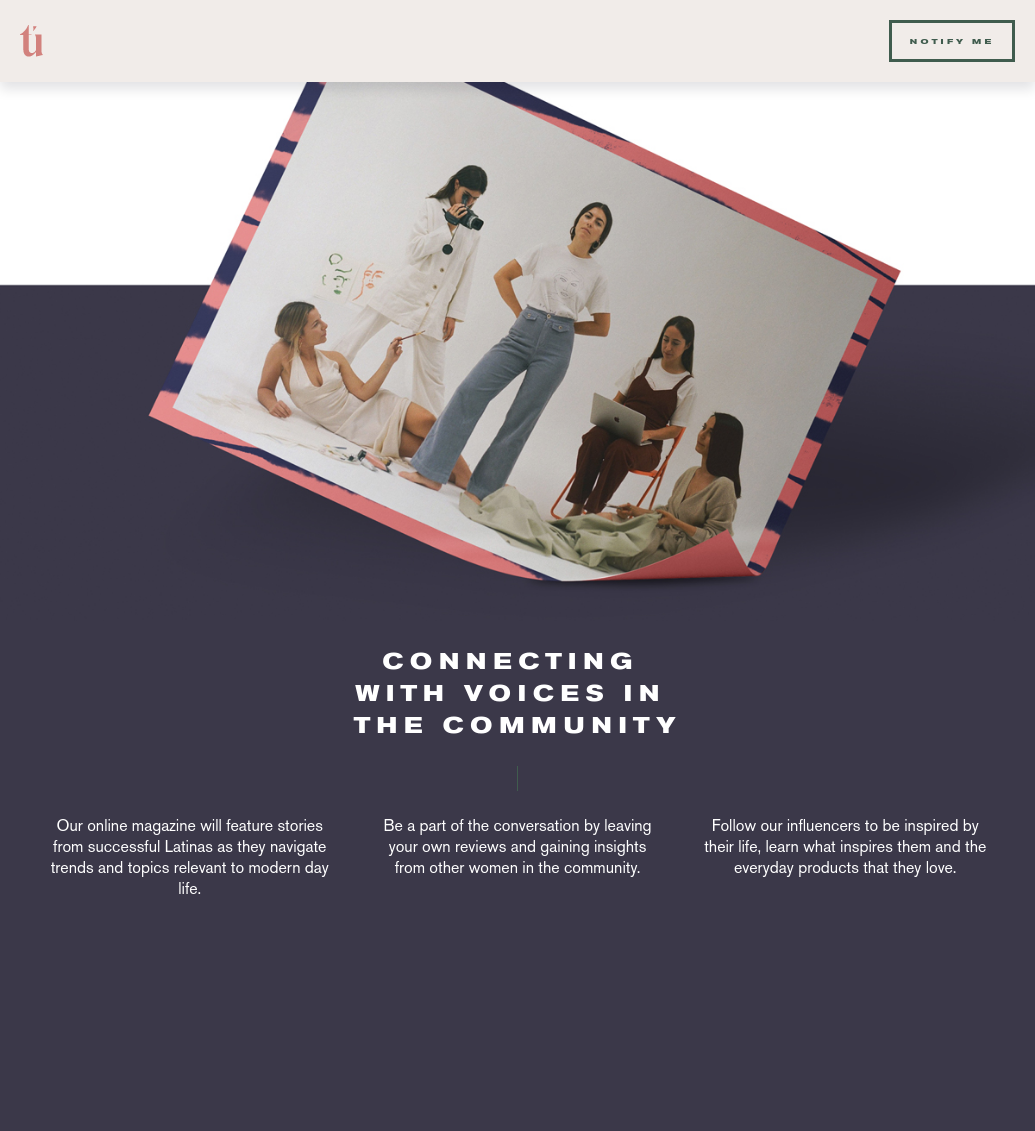 tú
NOTIFY ME
CONNECTING
WITH VOICES IN
THE COMMUNITY
Our online magazine will feature stories
from successful Latinas as they navigate
trends and topics relevant to modern day
life.
Be a part of the conversation by leaving
your own reviews and gaining insights
from other women in the community.
Follow our influencers to be inspired by
their life, learn what inspires them and the
everyday products that they love.